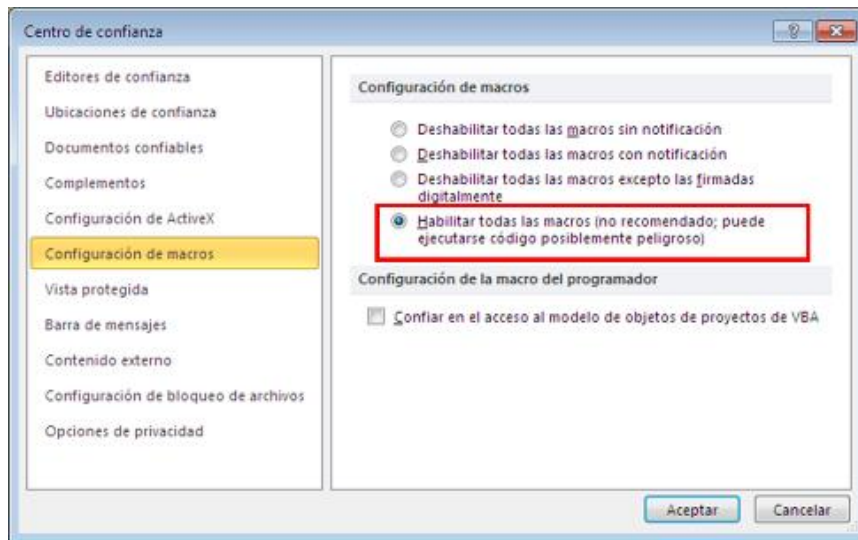 Centro de confianza
Editores de confianza
Ubicaciones de confianza
Documentos confiables
Complementos
Configuración de ActiveX
Configuración de macros
Vista protegida
Barra de mensajes
Contenido externo
Configuración de bloqueo de archivos
Opciones de privacidad
Configuración de macros
Deshabilitar todas las macros sin notificación
Deshabilitar todas las macros con notificación
Deshabilitar todas las macros excepto las firmadas
digitalmente
Habilitar todas las macros (no recomendado; puede
ejecutarse código posiblemente peligroso)
Configuración de la macro del programador
Confiar en el acceso al modelo de objetos de proyectos de VBA
Aceptar
Cancelar